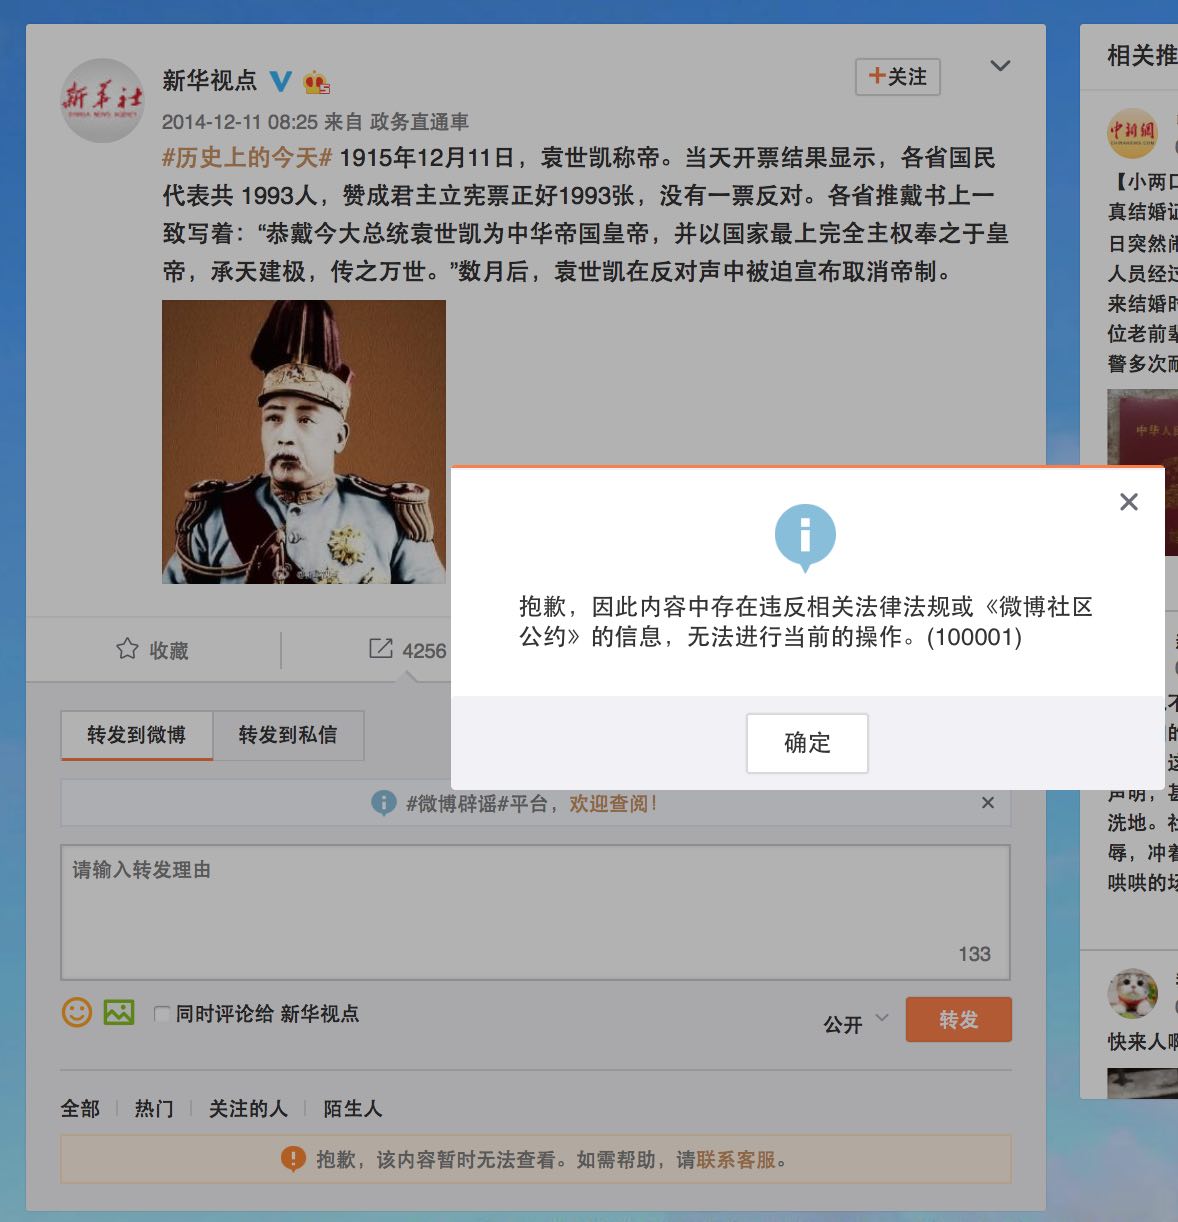 新华社
XINHUA NEWS AGENCY
新华视点
5
+关注
2014-12-11 08:25 来自 政务直通車
#历史上的今天# 1915年12月11日，袁世凯称帝。当天开票结果显示，各省国民
代表共 1993人，赞成君主立宪票正好1993张，没有一票反对。各省推戴书上一
致写着：“恭戴今大总统袁世凯为中华帝国皇帝，并以国家最上完全主权奉之于皇
帝，承天建极，传之万世。”数月后，袁世凯在反对声中被迫宣布取消帝制。
收藏
4256
转发到微博
转发到私信
#微博辟谣#平台，欢迎查阅！
请输入转发理由
133
同时评论给 新华视点
公开
转发
全部
热门
关注的人
陌生人
抱歉，该内容暂时无法查看。如需帮助，请联系客服。
抱歉，因此内容中存在违反相关法律法规或《微博社区
公约》的信息，无法进行当前的操作。(100001)
确定
相关推
中新網
CHINANEWS.COM
【小两口
真结婚证
日突然闹
人员经过
来结婚时
位老前辈
警多次耐
中华人民
声明，甚
洗地。社
辱，冲着
哄哄的场
快来人啊